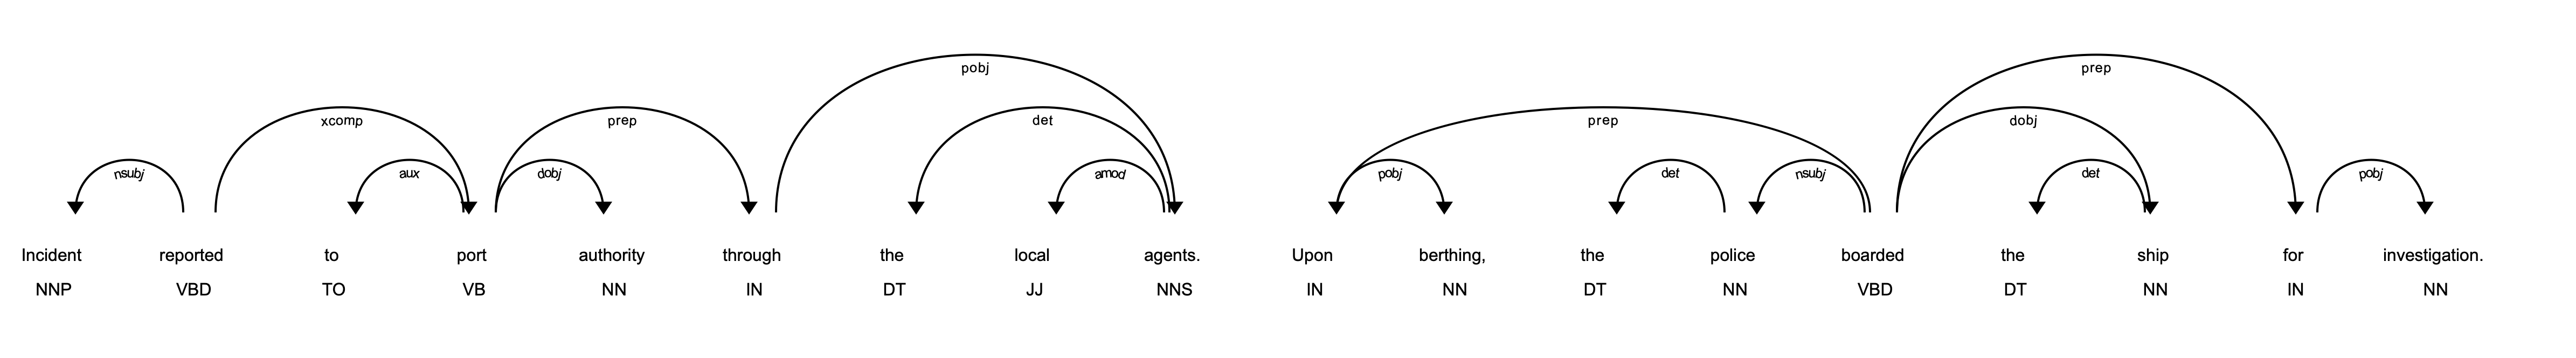 pobj prep
xcomp prep det prep dobj
nsubj aux dobj amod pobj det nsubj det pobj
Incident reported to port authority through the local agents. Upon berthing, the police boarded the ship for investigation.
NNP VBD TO VB NN IN DT JJ NNS IN NN DT NN VBD DT NN IN NN